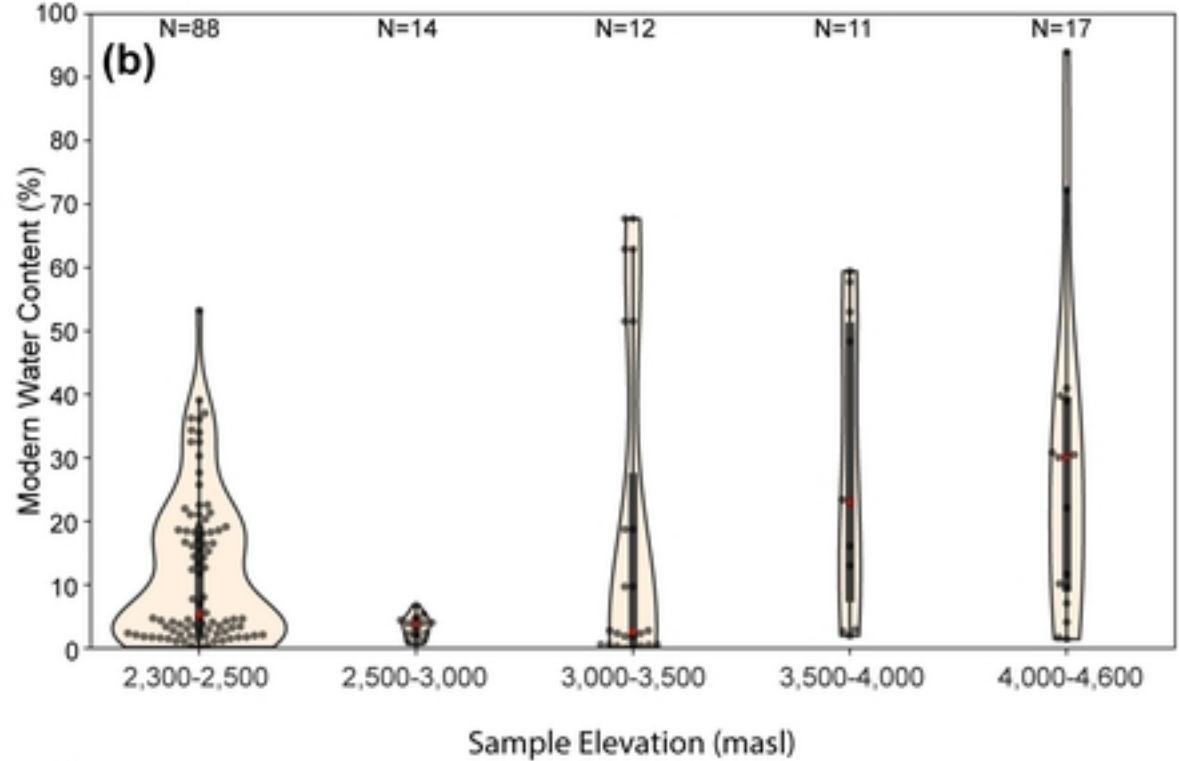 N=88 N=14 N=12 N=11 N=17
(b)
Modern Water Content (%)
100
90
80
70
60
50
40
30
20
10
0
2,300-2,500 2,500-3,000 3,000-3,500 3,500-4,000 4,000-4,600
Sample Elevation (masl)